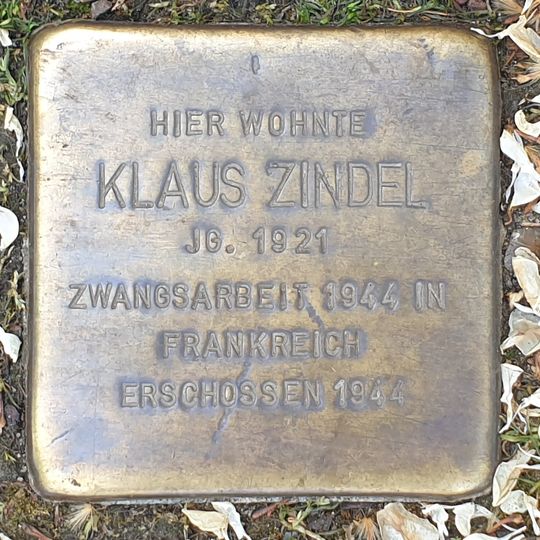 HIER WOHNTE
KLAUS ZINDEL
JG. 1921
ZWANGSARBEIT 1944 IN
FRANKREICH
ERSCHOSSEN 1944